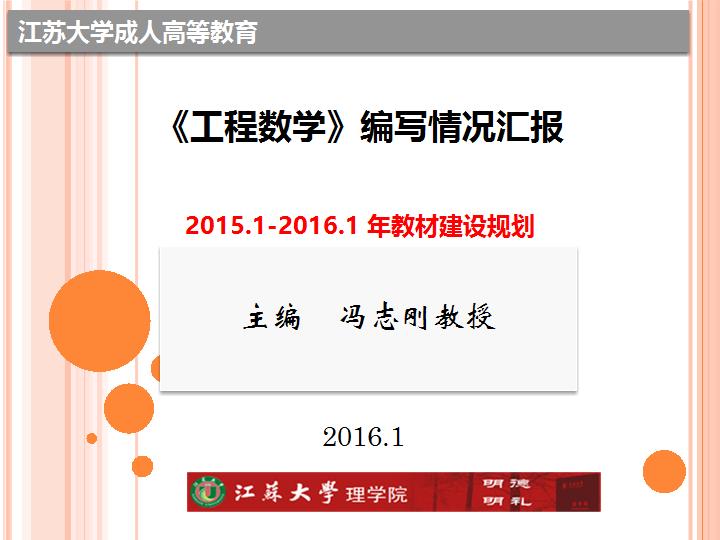 江苏大学成人高等教育
《工程数学》编写情况汇报
2015.1-2016.1 年教材建设规划
主编 冯志刚教授
2016.1
江苏大学 理学院
明德
明礼